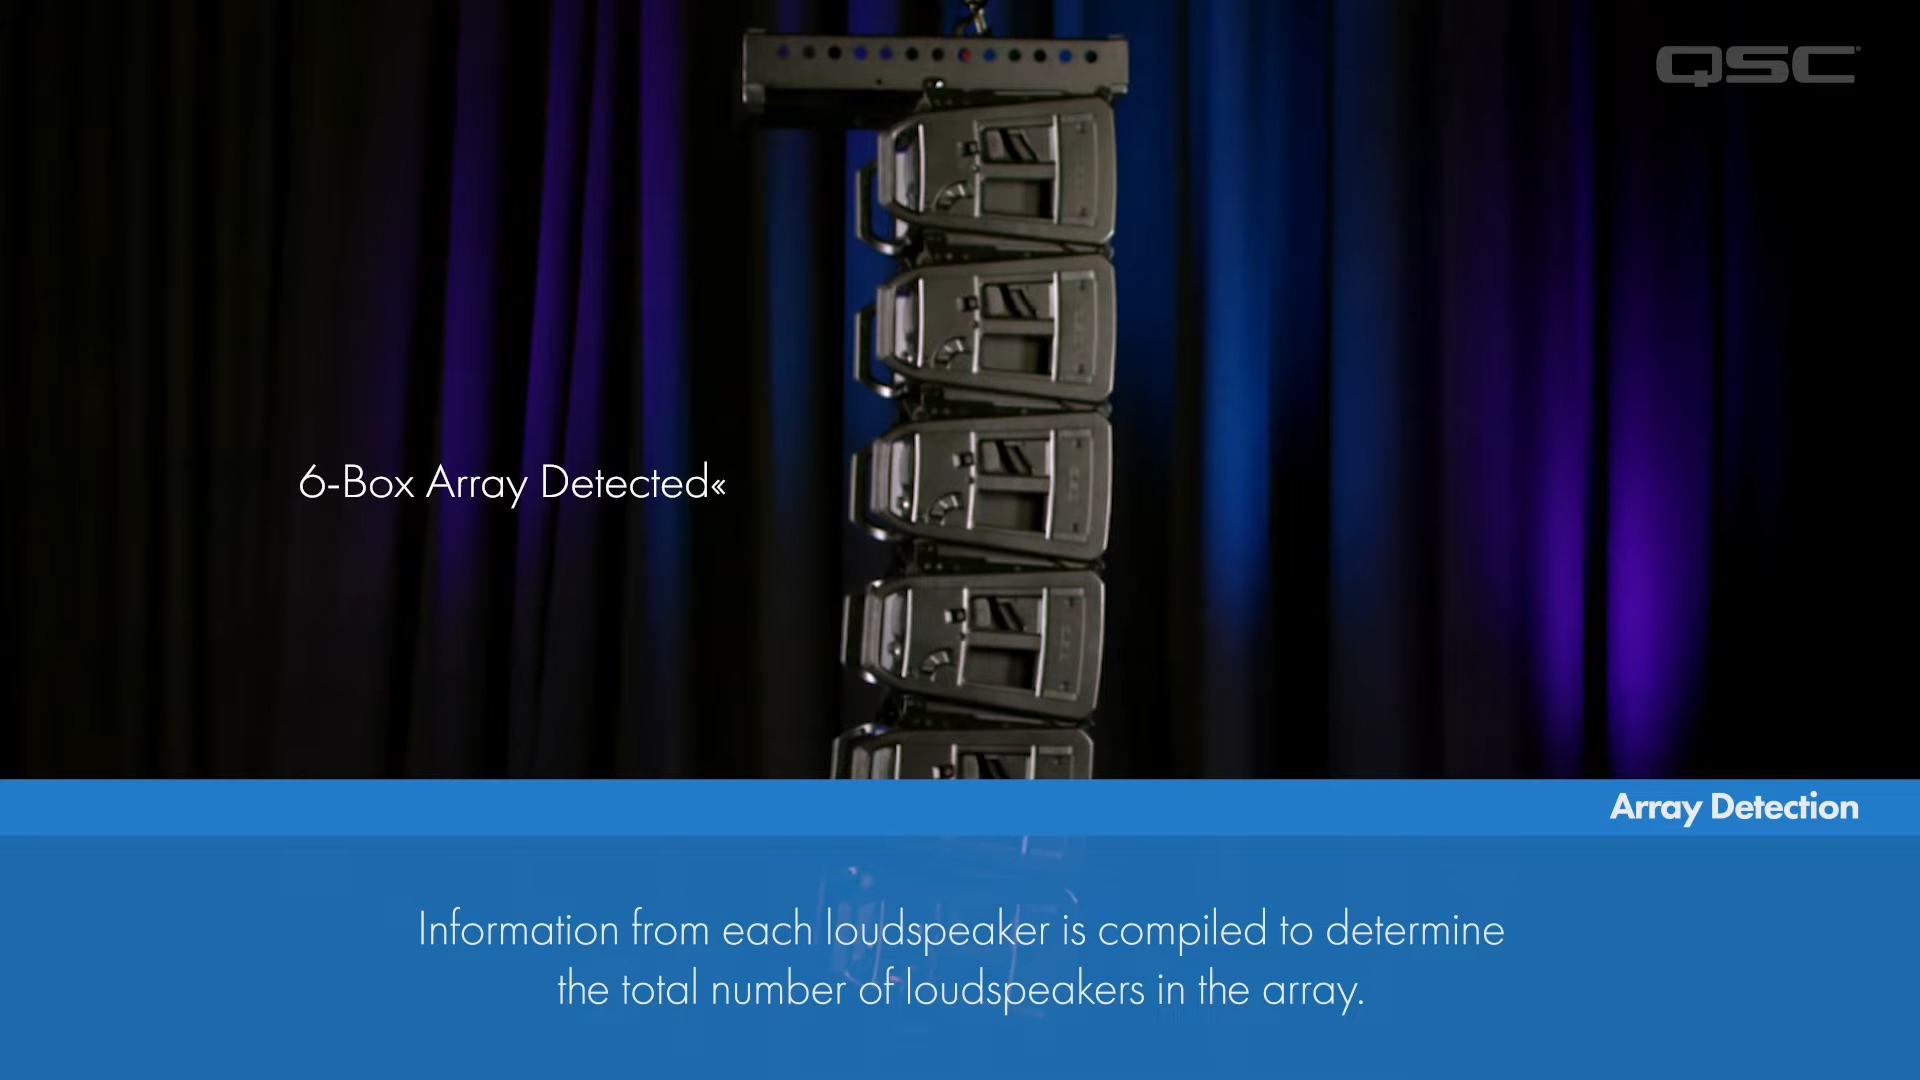 QSC
6-Box Array Detected«
Array Detection
Information from each loudspeaker is compiled to determine
the total number of loudspeakers in the array.